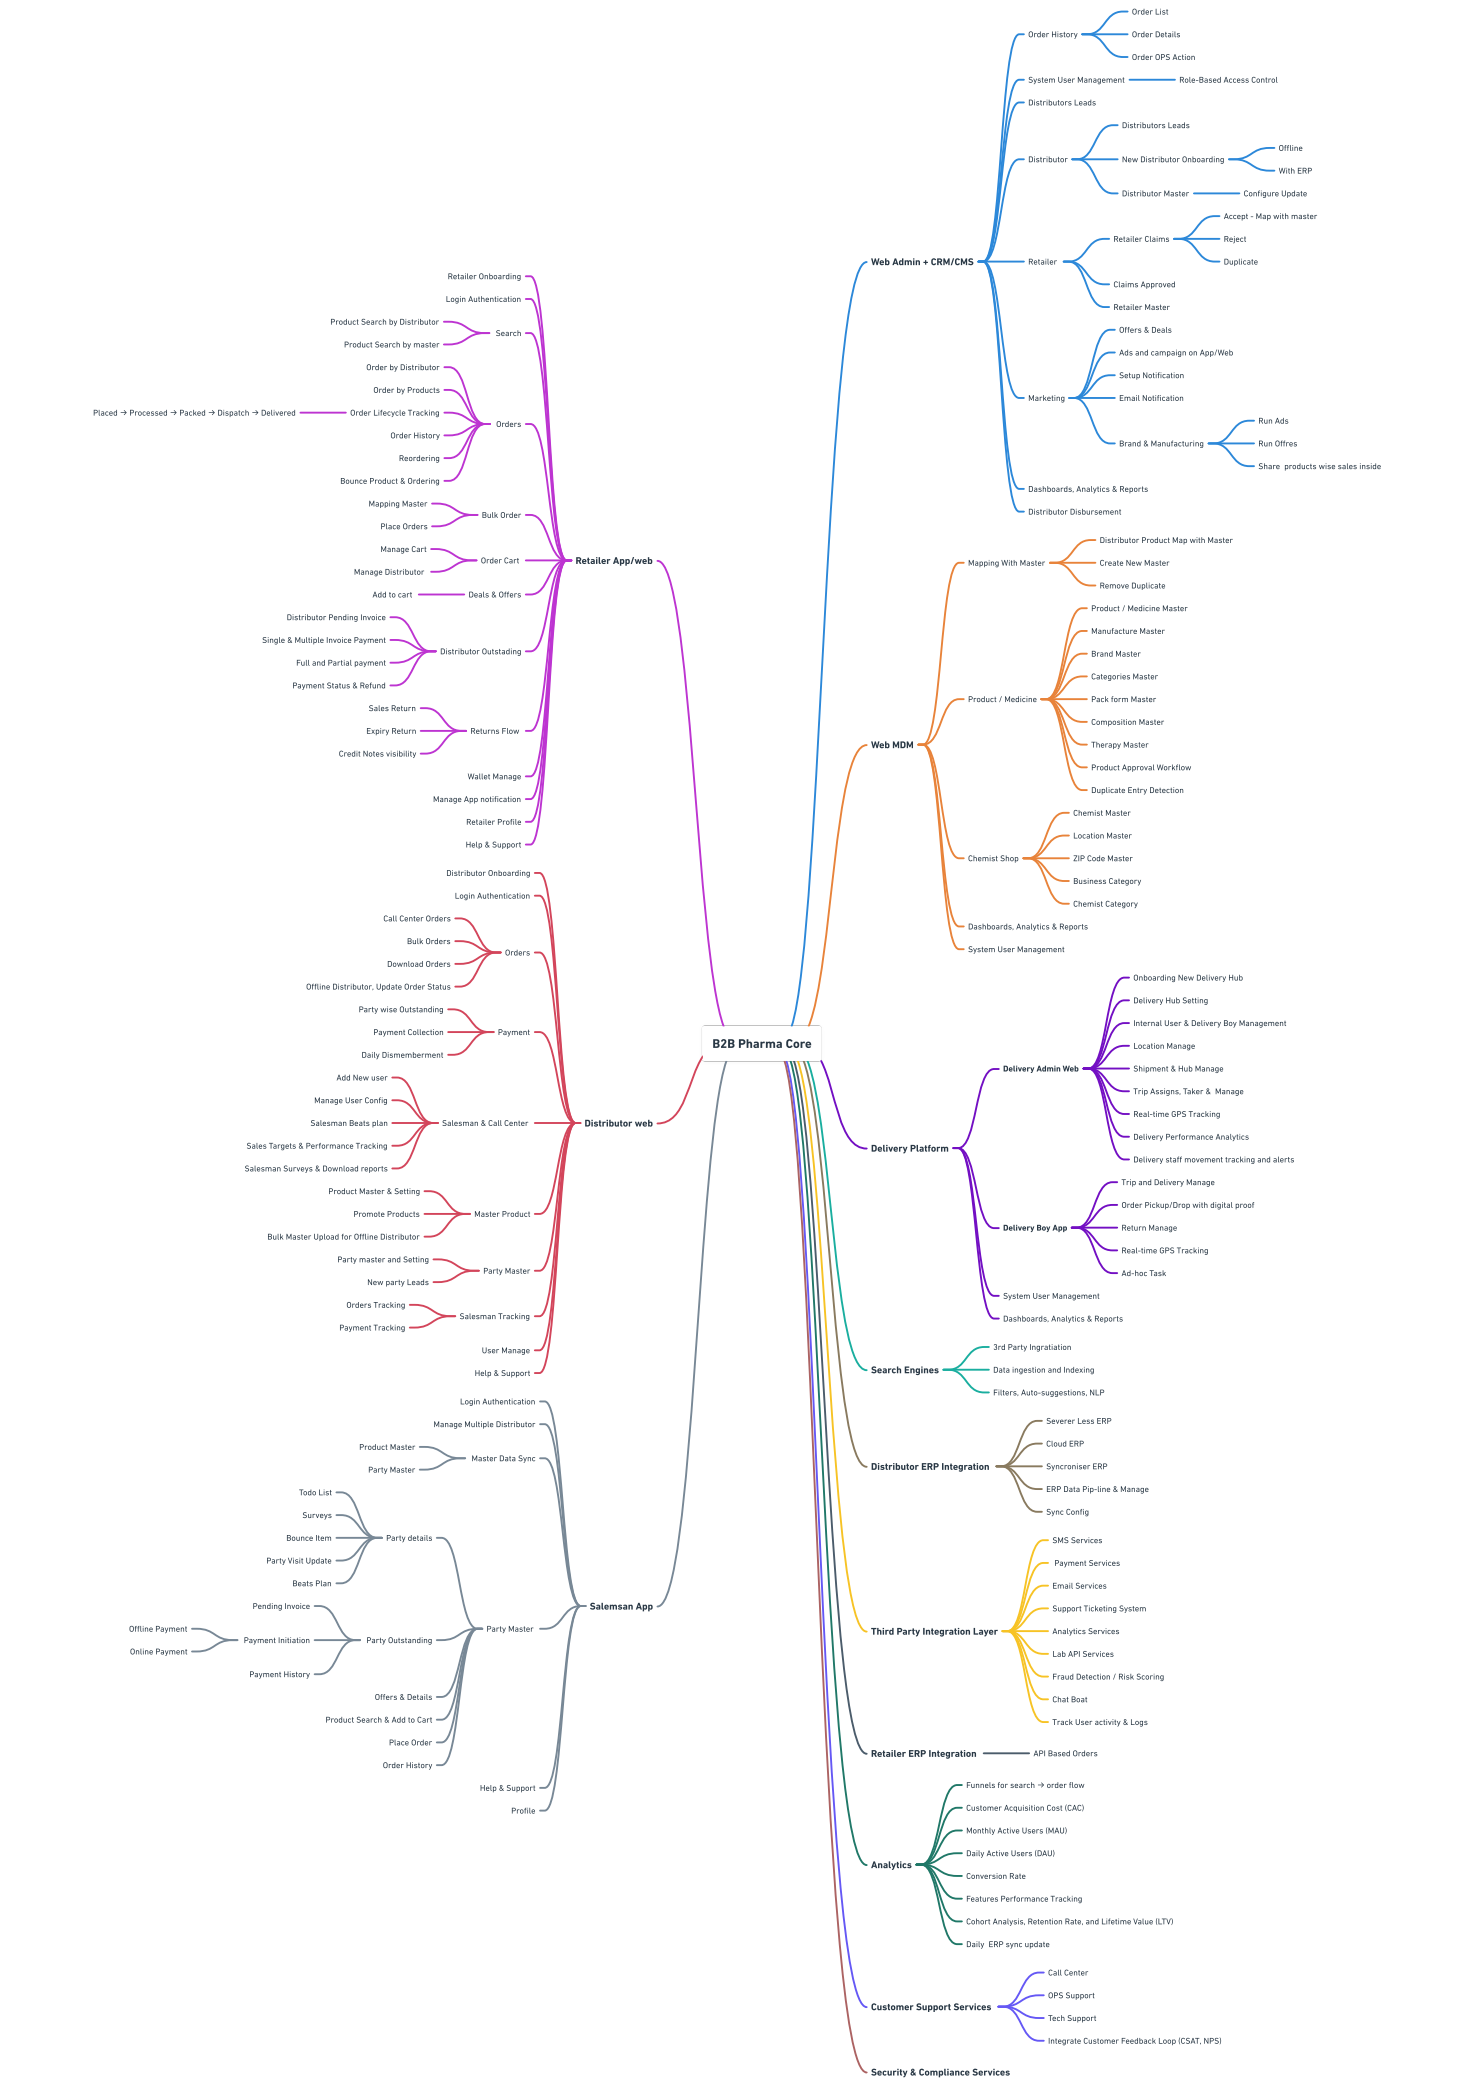 B2B Pharma Core
Retailer App/web
Retailer Onboarding
Login Authentication
Search
Product Search by Distributor
Product Search by master
Orders
Order by Distributor
Order by Products
Order Lifecycle Tracking
Placed → Processed → Packed → Dispatch → Delivered
Order History
Reordering
Bounce Product & Ordering
Bulk Order
Mapping Master
Place Orders
Order Cart
Manage Cart
Manage Distributor
Deals & Offers
Add to cart
Distributor Outstading
Distributor Pending Invoice
Single & Multiple Invoice Payment
Full and Partial payment
Payment Status & Refund
Returns Flow
Sales Return
Expiry Return
Credit Notes visibility
Wallet Manage
Manage App notification
Retailer Profile
Help & Support
Distributor web
Distributor Onboarding
Login Authentication
Orders
Call Center Orders
Bulk Orders
Download Orders
Offline Distributor, Update Order Status
Payment
Party wise Outstanding
Payment Collection
Daily Dismemberment
Salesman & Call Center
Add New user
Manage User Config
Salesman Beats plan
Sales Targets & Performance Tracking
Salesman Surveys & Download reports
Master Product
Product Master & Setting
Promote Products
Bulk Master Upload for Offline Distributor
Party Master
Party master and Setting
New party Leads
Salesman Tracking
Orders Tracking
Payment Tracking
User Manage
Help & Support
Salemsan App
Login Authentication
Manage Multiple Distributor
Master Data Sync
Product Master
Party Master
Party Master
Party details
Todo List
Surveys
Bounce Item
Party Visit Update
Beats Plan
Party Outstanding
Pending Invoice
Payment Initiation
Offline Payment
Online Payment
Payment History
Offers & Details
Product Search & Add to Cart
Place Order
Order History
Help & Support
Profile
Web Admin + CRM/CMS
Order History
Order List
Order Details
Order OPS Action
System User Management
Role-Based Access Control
Distributors Leads
Distributor
Distributors Leads
New Distributor Onboarding
Offline
With ERP
Distributor Master
Configure Update
Retailer
Retailer Claims
Accept - Map with master
Reject
Duplicate
Claims Approved
Retailer Master
Marketing
Offers & Deals
Ads and campaign on App/Web
Setup Notification
Email Notification
Brand & Manufacturing
Run Ads
Run Offres
Share  products wise sales inside
Dashboards, Analytics & Reports
Distributor Disbursement
Web MDM
Mapping With Master
Distributor Product Map with Master
Create New Master
Remove Duplicate
Product / Medicine
Product / Medicine Master
Manufacture Master
Brand Master
Categories Master
Pack form Master
Composition Master
Therapy Master
Product Approval Workflow
Duplicate Entry Detection
Chemist Shop
Chemist Master
Location Master
ZIP Code Master
Business Category
Chemist Category
Dashboards, Analytics & Reports
System User Management
Delivery Platform
Delivery Admin Web
Onboarding New Delivery Hub
Delivery Hub Setting
Internal User & Delivery Boy Management
Location Manage
Shipment & Hub Manage
Trip Assigns, Taker &  Manage
Real-time GPS Tracking
Delivery Performance Analytics
Delivery staff movement tracking and alerts
Delivery Boy App
Trip and Delivery Manage
Order Pickup/Drop with digital proof
Return Manage
Real-time GPS Tracking
Ad-hoc Task
System User Management
Dashboards, Analytics & Reports
Search Engines
3rd Party Ingratiation
Data ingestion and Indexing
Filters, Auto-suggestions, NLP
Distributor ERP Integration
Severer Less ERP
Cloud ERP
Syncroniser ERP
ERP Data Pip-line & Manage
Sync Config
Third Party Integration Layer
SMS Services
Payment Services
Email Services
Support Ticketing System
Analytics Services
Lab API Services
Fraud Detection / Risk Scoring
Chat Boat
Track User activity & Logs
Retailer ERP Integration
API Based Orders
Analytics
Funnels for search → order flow
Customer Acquisition Cost (CAC)
Monthly Active Users (MAU)
Daily Active Users (DAU)
Conversion Rate
Features Performance Tracking
Cohort Analysis, Retention Rate, and Lifetime Value (LTV)
Daily  ERP sync update
Customer Support Services
Call Center
OPS Support
Tech Support
Integrate Customer Feedback Loop (CSAT, NPS)
Security & Compliance Services